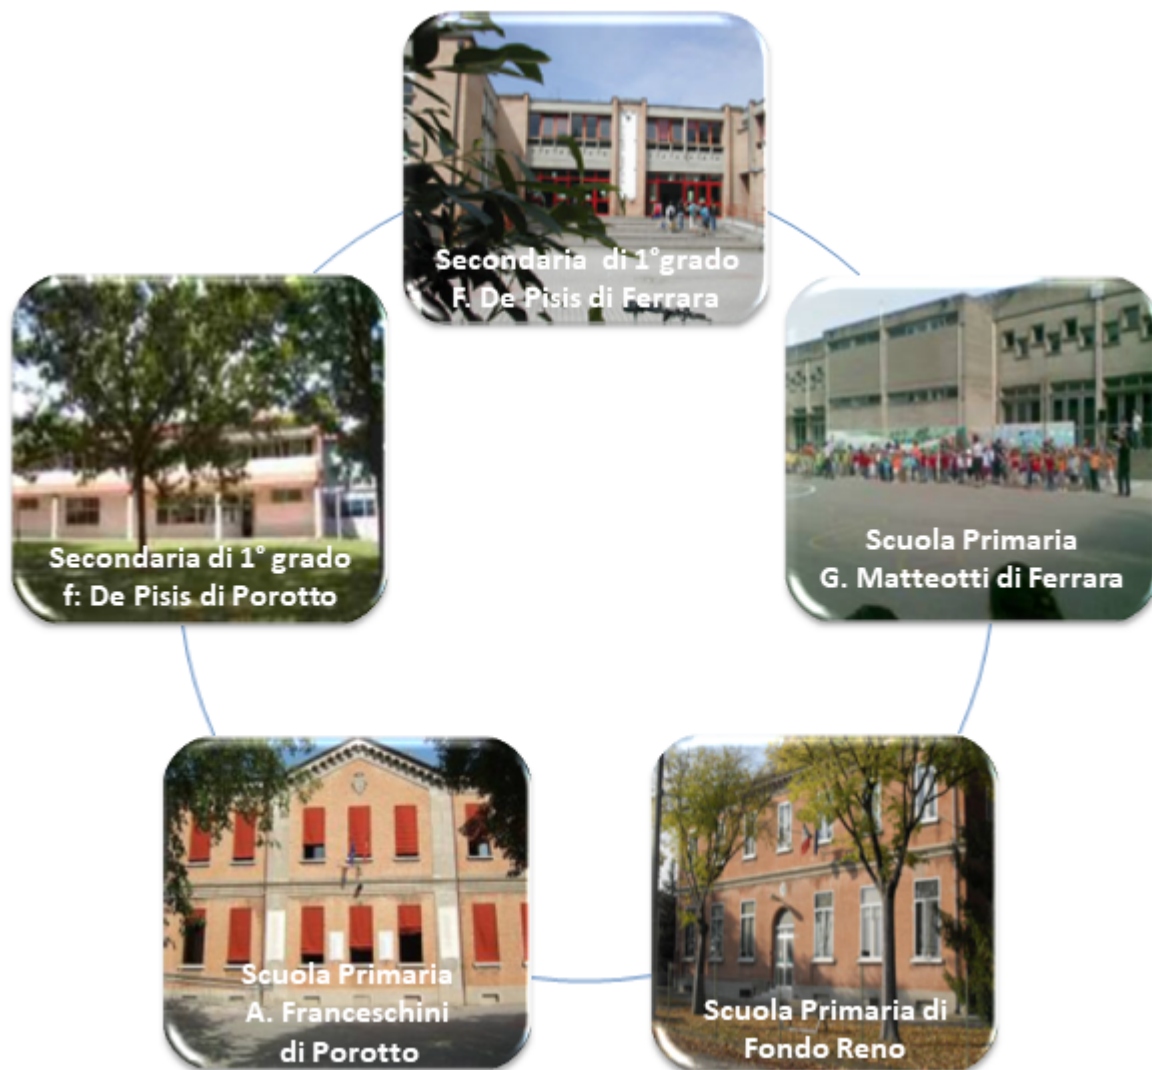 Secondaria di 1°grado
F. De Pisis di Ferrara
Secondaria di 1° grado
f: De Pisis di Porotto
Scuola Primaria
G. Matteotti di Ferrara
Scuola Primaria
A. Franceschini
di Porotto
Scuola Primaria di
Fondo Reno